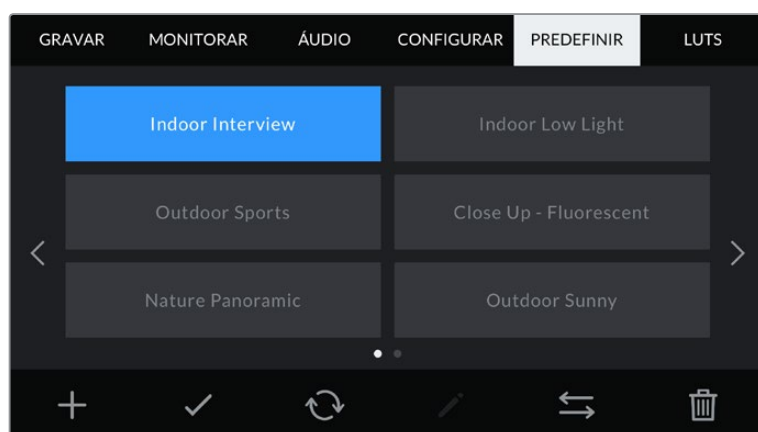 GRAVAR MONITORAR ÁUDIO CONFIGURAR PREDEFINIR LUTS
Indoor Interview Indoor Low Light
Outdoor Sports Close Up - Fluorescent
Nature Panoramic Outdoor Sunny